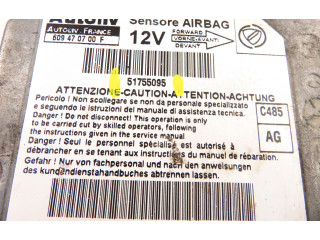 Autoliv
Sensore AIRBAG
AUTOLIV FRANCE
609 47 07 00 F
12V
FORWARD
VORNE-AVANTI
DEVANT
51755095
ATTENZIONE-CAUTION-ATTENTION-ACHTUNG
Pericolo ! Non scollegare se non da personale specializzato
e seguendo le istruzioni del manuale di assistenza tecnica.
Danger ! Do not disconnect! This operation is only
to be carried out by skilled operators, following
the instructions given in the service manual
Danger ! Seul le personnel spécialisé est autorisé à
débrancher en se tenant aux instructions du manuel de réparation.
Gefahr ! Nur von fachpersonal und nach den anweisungen
des kundendiensthandbuches abtrennen lassen!
C485
AG